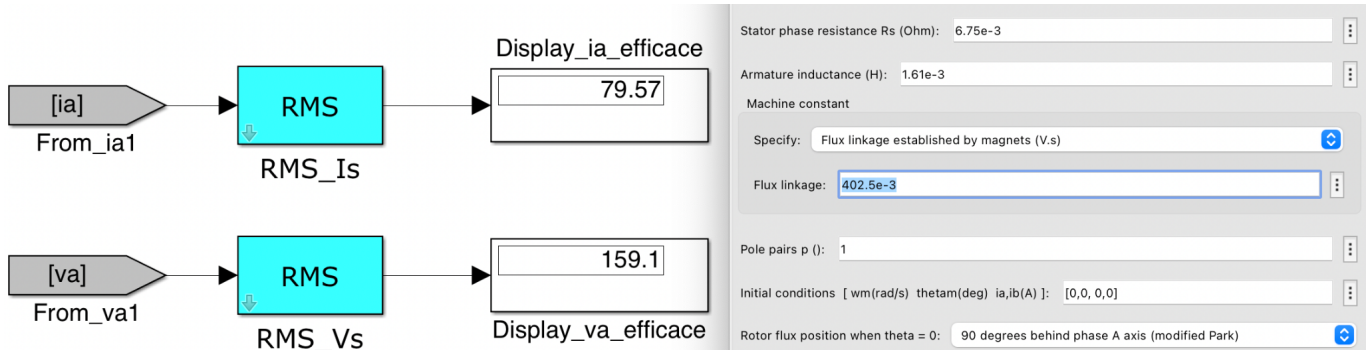 Display_ia_efficace
79.57
[ia]
RMS
From_ia1
RMS_Is
159.1
[va]
RMS
From_va1
RMS_Vs
Display_va_efficace
Stator phase resistance Rs (Ohm): 6.75e-3
Armature inductance (H): 1.61e-3
Machine constant
Specify: Flux linkage established by magnets (V.s)
Flux linkage: 402.5e-3
Pole pairs p (): 1
Initial conditions [ wm(rad/s) thetam(deg) ia,ib(A) ]: [0,0, 0,0]
Rotor flux position when theta = 0: 90 degrees behind phase A axis (modified Park)